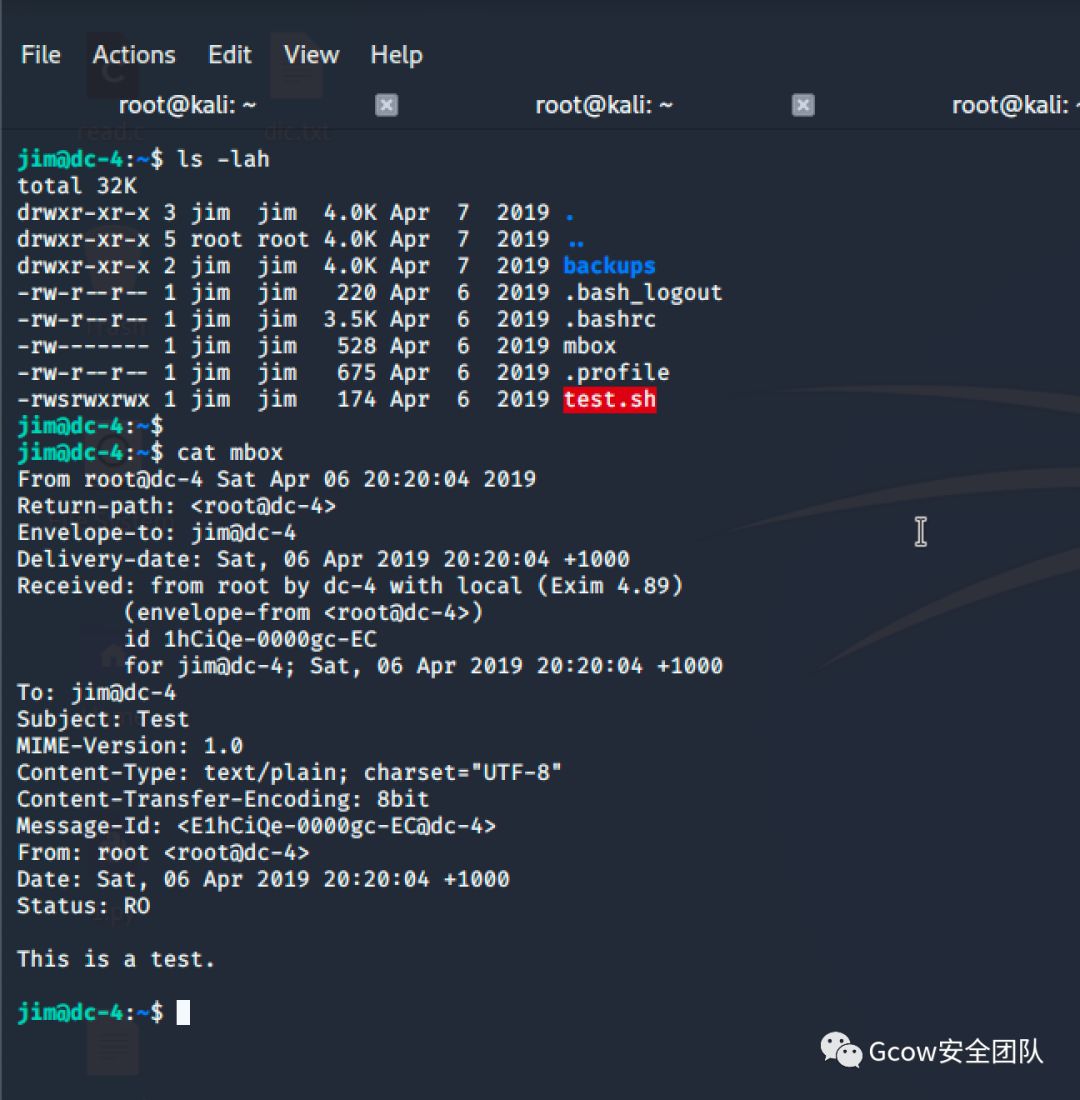 File Actions Edit View Help
root@kali: ~ root@kali: ~ root@kali: ~
read.c dic.txt
jim@dc-4:~$ ls -lah
total 32K
drwxr-xr-x 3 jim  jim  4.0K Apr  7  2019 .
drwxr-xr-x 5 root root 4.0K Apr  7  2019 ..
drwxr-xr-x 2 jim  jim  4.0K Apr  7  2019 backups
-rw-r--r-- 1 jim  jim   220 Apr  6  2019 .bash_logout
-rw-r--r-- 1 jim  jim  3.5K Apr  6  2019 .bashrc
-rw------- 1 jim  jim   528 Apr  6  2019 mbox
-rw-r--r-- 1 jim  jim   675 Apr  6  2019 .profile
-rwsrwxrwx 1 jim  jim   174 Apr  6  2019 test.sh
jim@dc-4:~$
jim@dc-4:~$ cat mbox
From root@dc-4 Sat Apr 06 20:20:04 2019
Return-path: <root@dc-4>
Envelope-to: jim@dc-4
Delivery-date: Sat, 06 Apr 2019 20:20:04 +1000
Received: from root by dc-4 with local (Exim 4.89)
        (envelope-from <root@dc-4>)
        id 1hCiQe-0000gc-EC
        for jim@dc-4; Sat, 06 Apr 2019 20:20:04 +1000
To: jim@dc-4
Subject: Test
MIME-Version: 1.0
Content-Type: text/plain; charset="UTF-8"
Content-Transfer-Encoding: 8bit
Message-Id: <E1hCiQe-0000gc-EC@dc-4>
From: root <root@dc-4>
Date: Sat, 06 Apr 2019 20:20:04 +1000
Status: RO
This is a test.
jim@dc-4:~$
Gcow安全团队